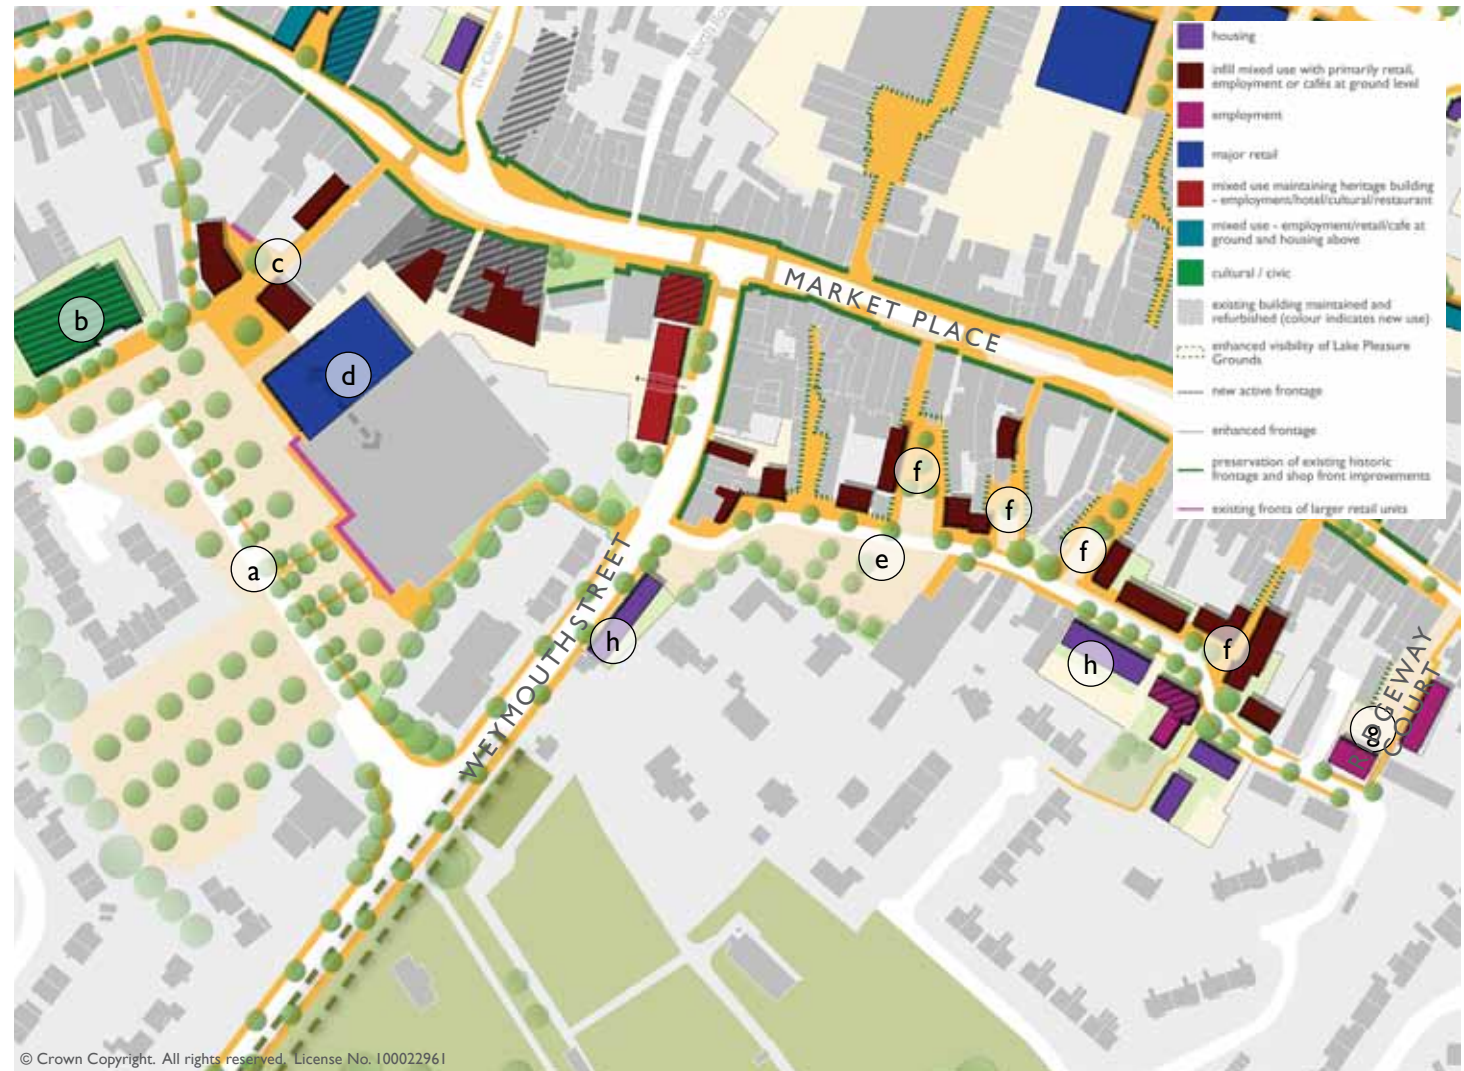 The Close
housing
infill mixed use with primarily retail,
employment or cafés at ground level
employment
major retail
mixed use maintaining heritage building
- employment/hotel/cultural/restaurant
mixed use - employment/retail/cafe at
ground and housing above
cultural / civic
existing building maintained and
refurbished (colour indicates new use)
enhanced visibility of Lake Pleasure
Grounds
new active frontage
enhanced frontage
preservation of existing historic
frontage and shop front improvements
existing fronts of larger retail units
MARKET PLACE
c
b
d
f
f
f
e
a
h
h
f
g
WEYMOUTH STREET
RIDGEWAY
COURT
© Crown Copyright. All rights reserved, License No. 100022961